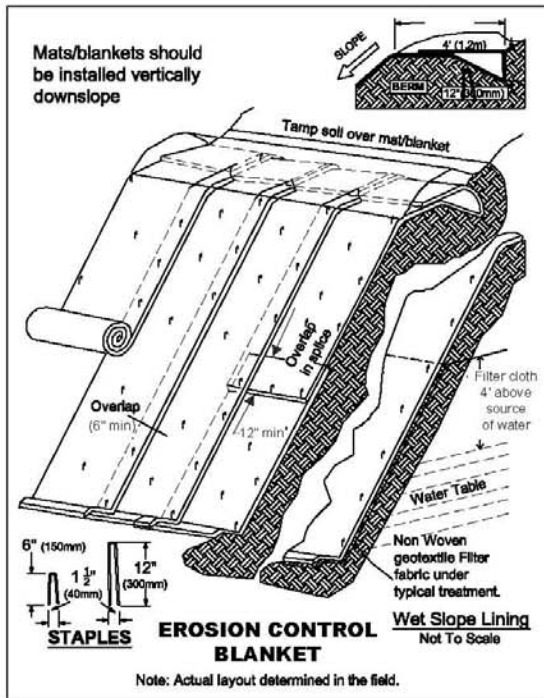 Mats/blankets should
be installed vertically
downslope
SLOPE
4' (1.2m)
BERM
12" (300mm)
Tamp soil over mat/blanket
Overlap
in splice
Overlap
(6" min)
12" min
Filter cloth
4' above
source
of water
Water Table
Non Woven
geotextile Filter
fabric under
typical treatment.
Wet Slope Lining
Not To Scale
6" (150mm)
1 1/2"
(40mm)
12"
(300mm)
STAPLES
EROSION CONTROL
BLANKET
Note: Actual layout determined in the field.